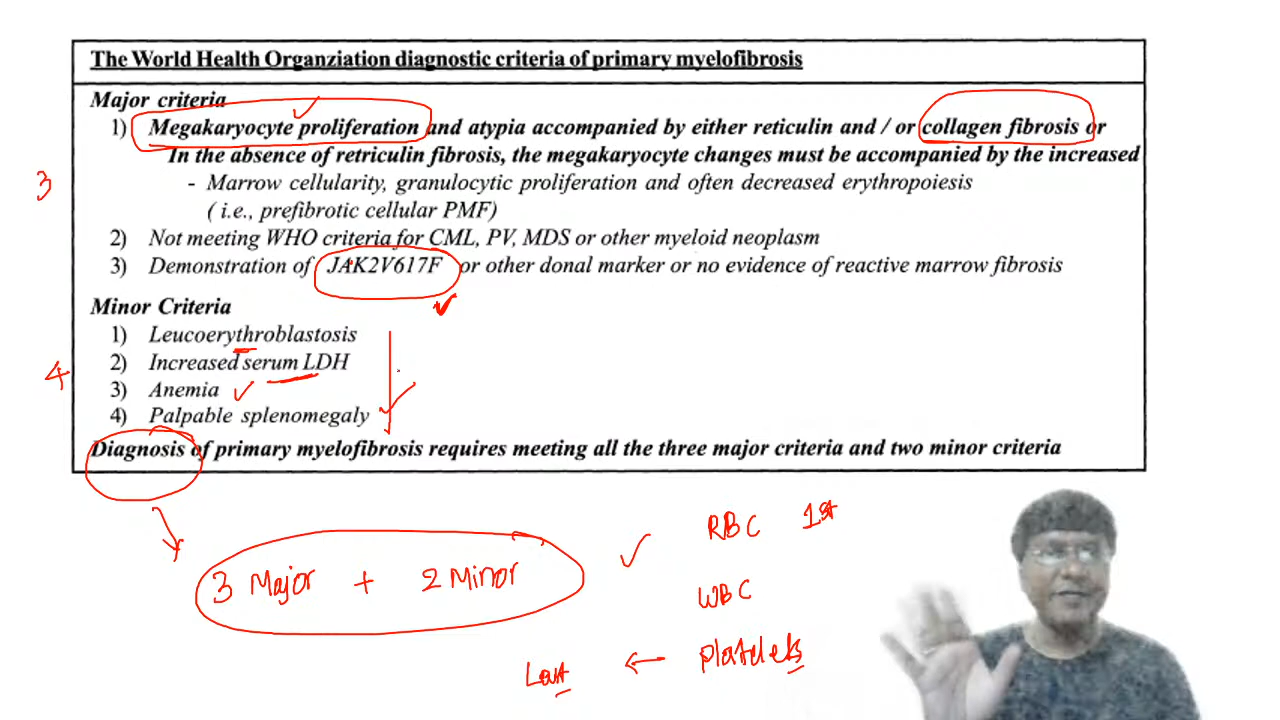 The World Health Organziation diagnostic criteria of primary myelofibrosis
Major criteria
1) Megakaryocyte proliferation and atypia accompanied by either reticulin and / or collagen fibrosis or
In the absence of retriculin fibrosis, the megakaryocyte changes must be accompanied by the increased
- Marrow cellularity, granulocytic proliferation and often decreased erythropoiesis
( i.e., prefibrotic cellular PMF)
3
2) Not meeting WHO criteria for CML, PV, MDS or other myeloid neoplasm
3) Demonstration of JAK2V617F or other donal marker or no evidence of reactive marrow fibrosis
Minor Criteria
1) Leucoerythroblastosis
2) Increased serum LDH
4
3) Anemia
4) Palpable splenomegaly
Diagnosis of primary myelofibrosis requires meeting all the three major criteria and two minor criteria
RBC 1st
3 Major + 2 Minor
WBC
Last ← Platelets